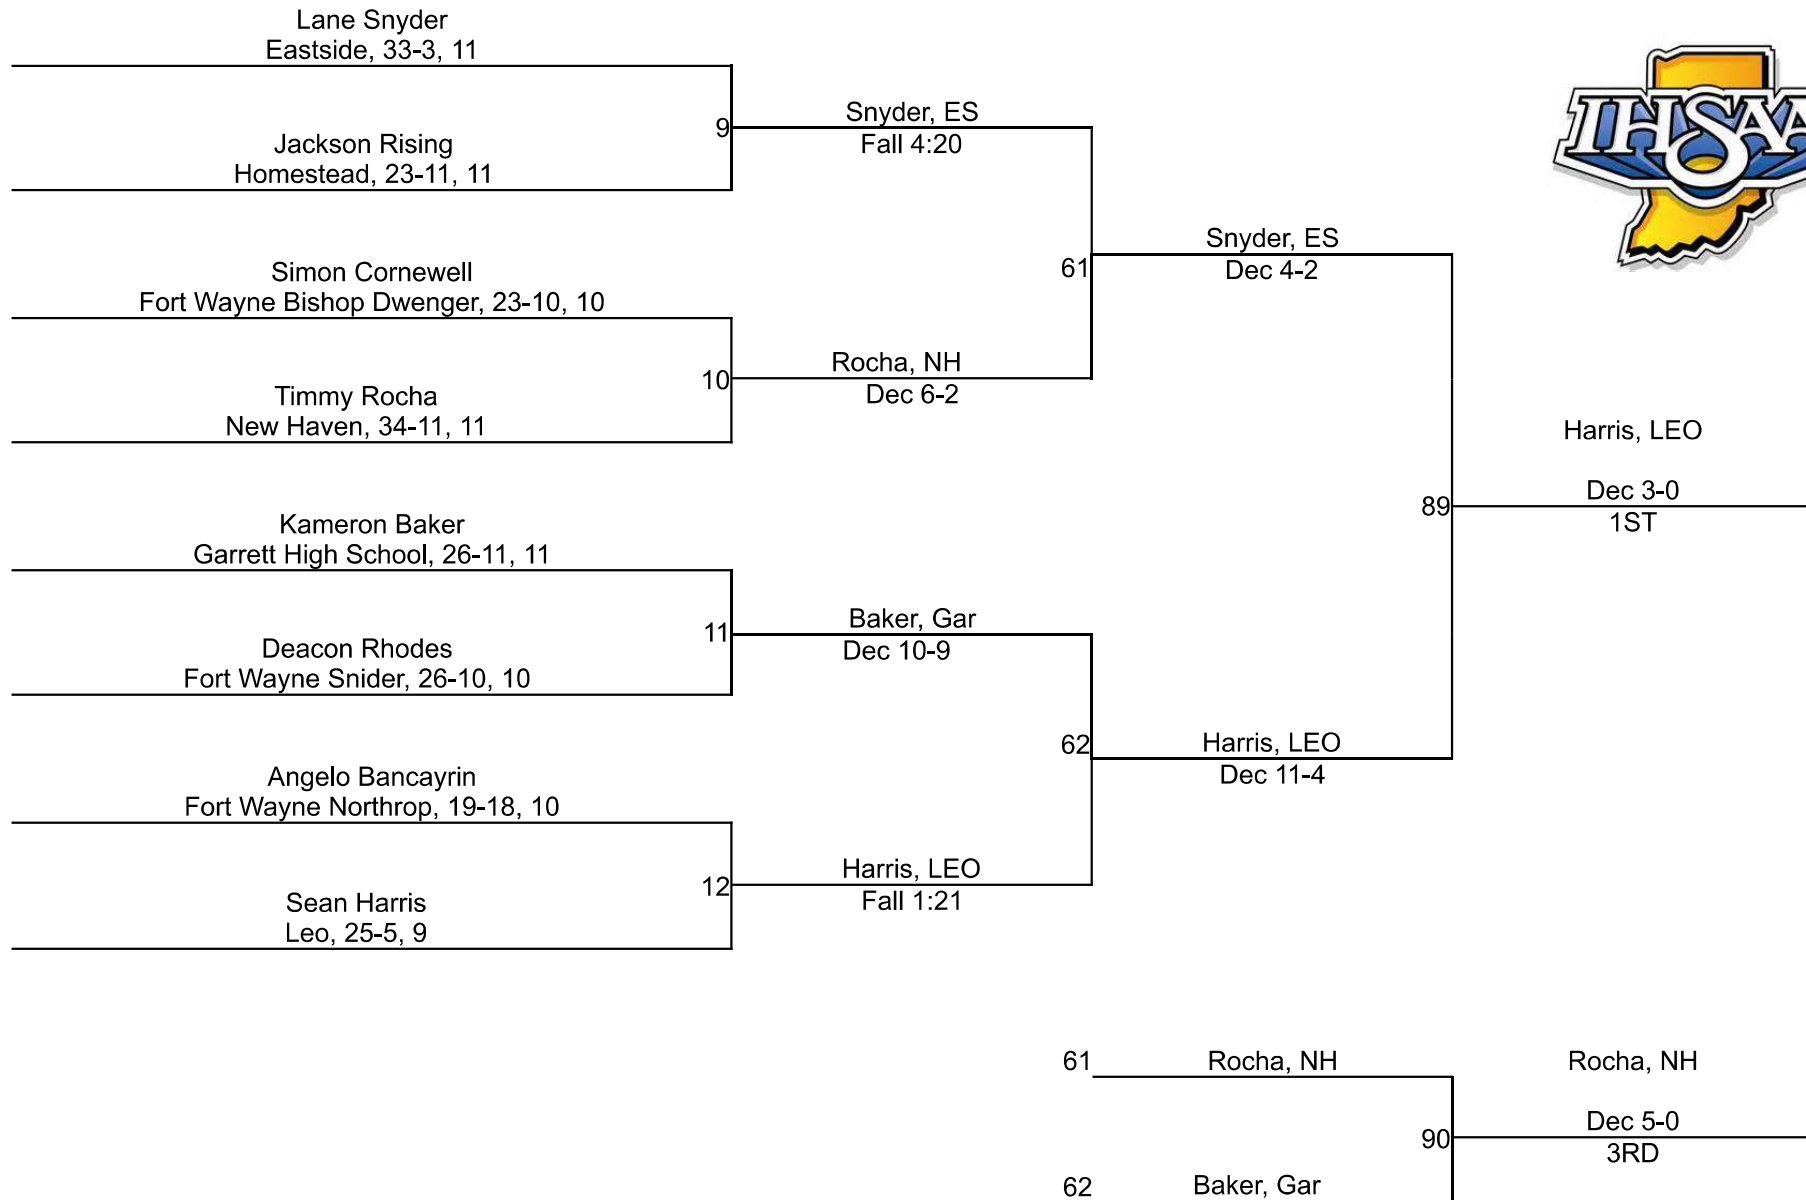 Lane Snyder
Eastside, 33-3, 11
Jackson Rising
Homestead, 23-11, 11
Simon Cornewell
Fort Wayne Bishop Dwenger, 23-10, 10
Timmy Rocha
New Haven, 34-11, 11
Kameron Baker
Garrett High School, 26-11, 11
Deacon Rhodes
Fort Wayne Snider, 26-10, 10
Angelo Bancayrin
Fort Wayne Northrop, 19-18, 10
Sean Harris
Leo, 25-5, 9
9
Snyder, ES
Fall 4:20
10
Rocha, NH
Dec 6-2
11
Baker, Gar
Dec 10-9
12
Harris, LEO
Fall 1:21
61
Snyder, ES
Dec 4-2
62
Harris, LEO
Dec 11-4
IHSAA
89
Harris, LEO
Dec 3-0
1ST
61
Rocha, NH
62
Baker, Gar
90
Rocha, NH
Dec 5-0
3RD